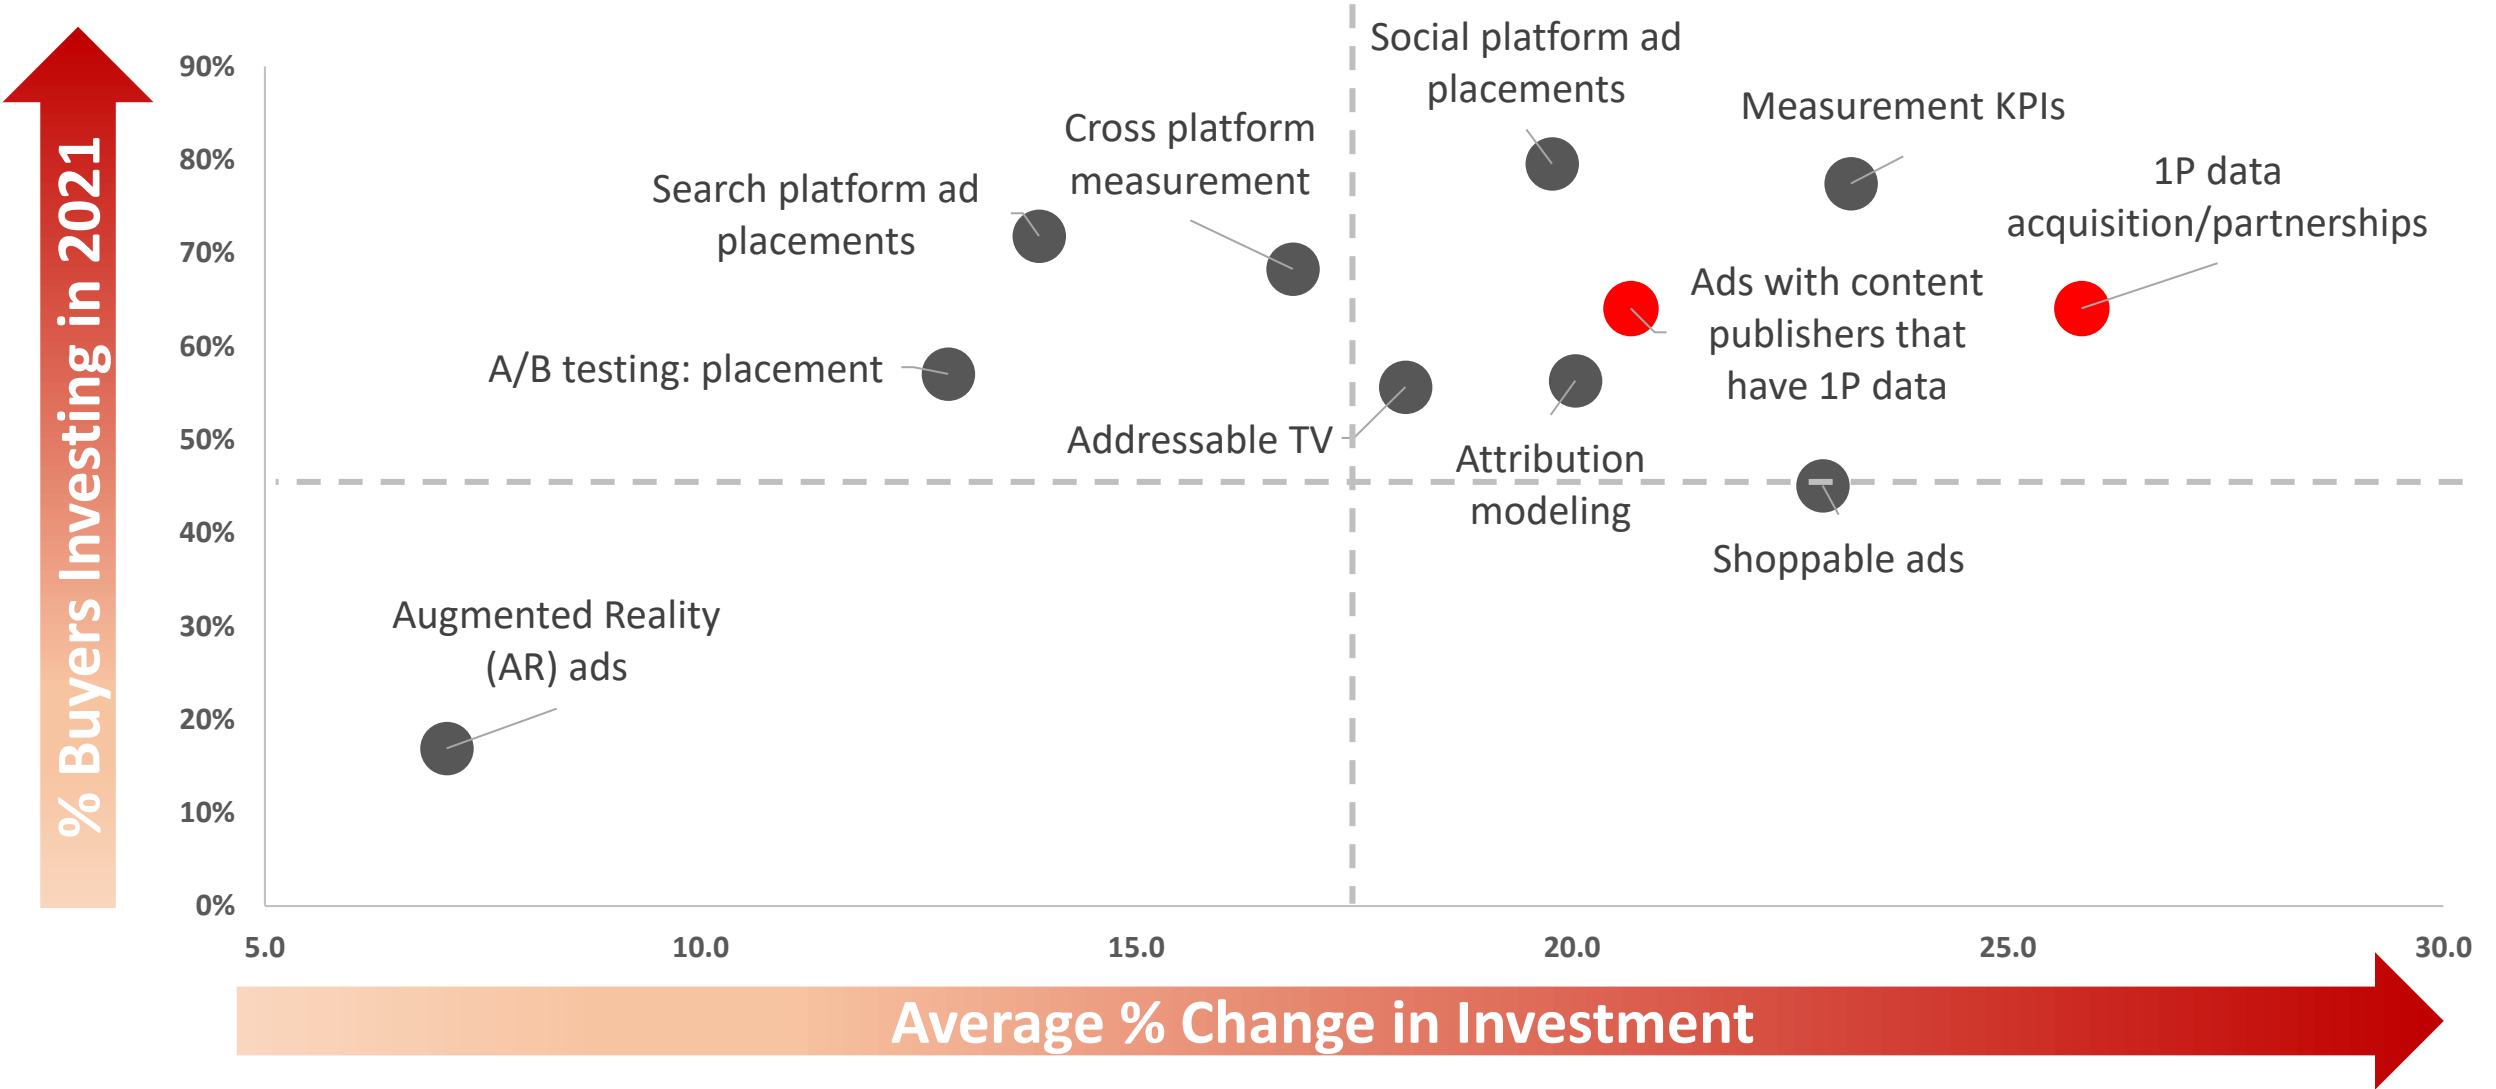 % Buyers Investing in 2021
90%
80%
70%
60%
50%
40%
30%
20%
10%
0%
Social platform ad
placements
Measurement KPIs
Cross platform
measurement
1P data
acquisition/partnerships
Search platform ad
placements
Ads with content
publishers that
have 1P data
A/B testing: placement
Addressable TV
Attribution
modeling
Shoppable ads
Augmented Reality
(AR) ads
5.0
10.0
15.0
20.0
25.0
30.0
Average % Change in Investment